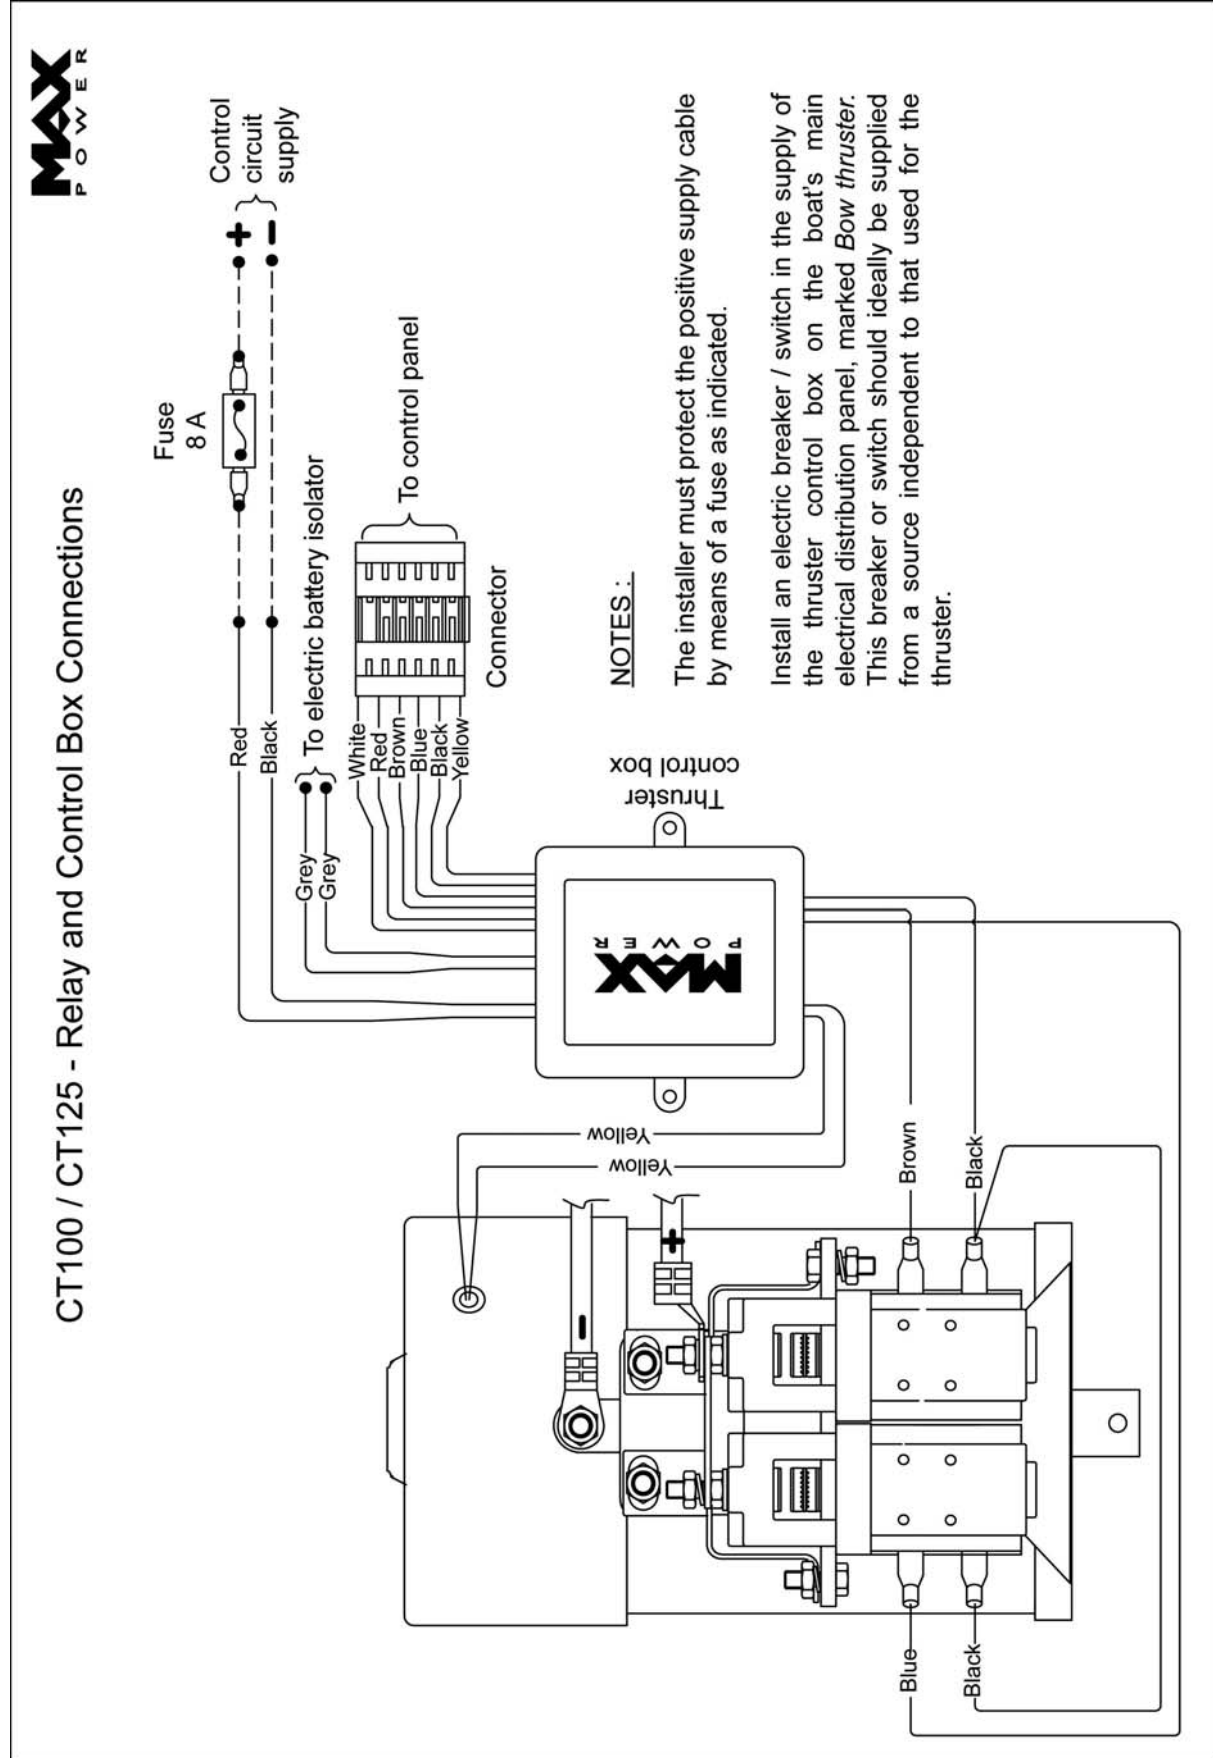 MAX
POWER
CT100 / CT125 - Relay and Control Box Connections
Fuse
8 A
Control
circuit
supply
+
−
Red
Black
To electric battery isolator
Grey
Grey
To control panel
White
Red
Brown
Blue
Black
Yellow
Connector
Thruster
control box
MAX
POWER
Yellow
Yellow
−
+
Brown
Black
Blue
Black
NOTES :
The installer must protect the positive supply cable
by means of a fuse as indicated.
Install an electric breaker / switch in the supply of
the thruster control box on the boat's main
electrical distribution panel, marked Bow thruster.
This breaker or switch should ideally be supplied
from a source independent to that used for the
thruster.